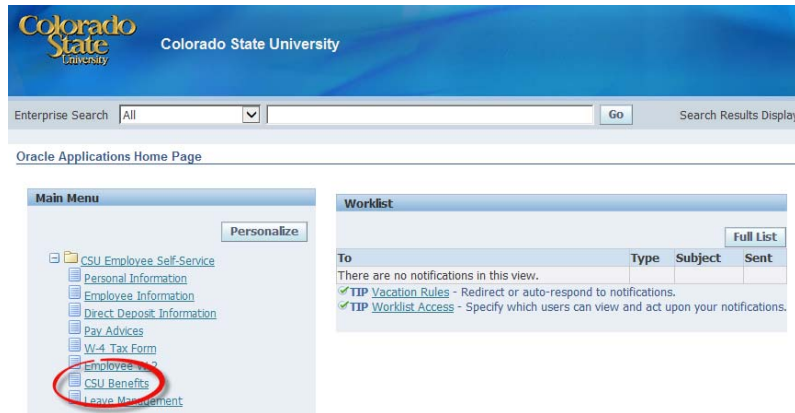 Colorado
State
University
Colorado State University
Enterprise Search All Go Search Results Display
Oracle Applications Home Page
Main Menu
Personalize
CSU Employee Self-Service
Personal Information
Employee Information
Direct Deposit Information
Pay Advices
W-4 Tax Form
Employee W-2
CSU Benefits
Leave Management
Worklist
Full List
To Type Subject Sent
There are no notifications in this view.
TIP Vacation Rules - Redirect or auto-respond to notifications.
TIP Worklist Access - Specify which users can view and act upon your notifications.